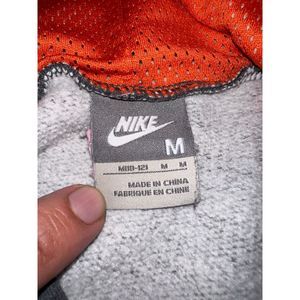 NIKE
M
M88-121 M M
MADE IN CHINA
FABRIQUE EN CHINE